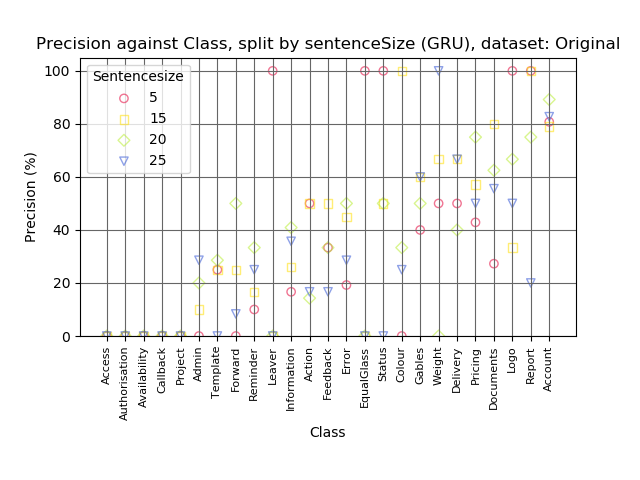 Precision against Class, split by sentenceSize (GRU), dataset: Original
Precision (%)
100
80
60
40
20
0
Sentencesize
5
15
20
25
Access
Authorisation
Availability
Callback
Project
Admin
Template
Forward
Reminder
Leaver
Information
Action
Feedback
Error
EqualGlass
Status
Colour
Gables
Weight
Delivery
Pricing
Documents
Logo
Report
Account
Class